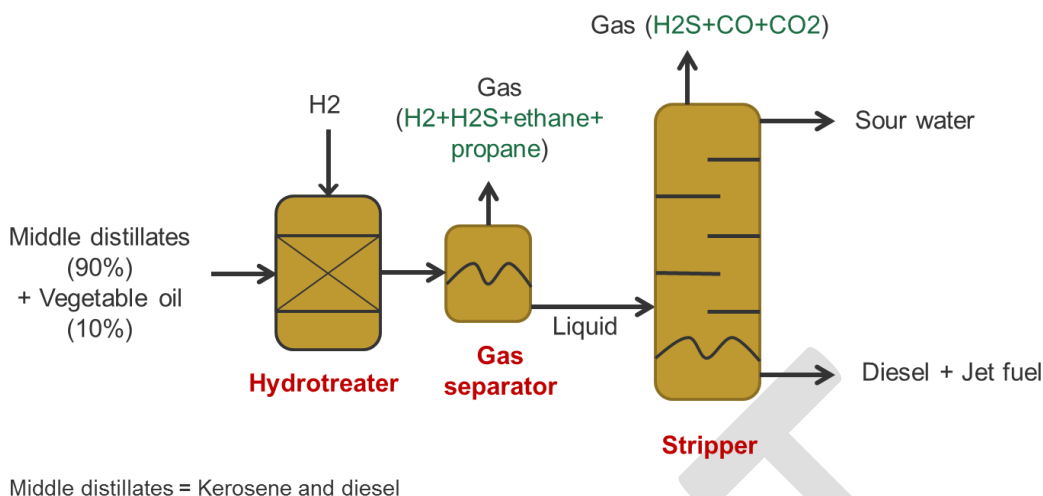 Gas (H2S+CO+CO2)
H2
Gas
(H2+H2S+ethane+
propane)
Sour water
Middle distillates
(90%)
+ Vegetable oil
(10%)
Liquid
Hydrotreater
Gas
separator
Diesel + Jet fuel
Stripper
Middle distillates = Kerosene and diesel